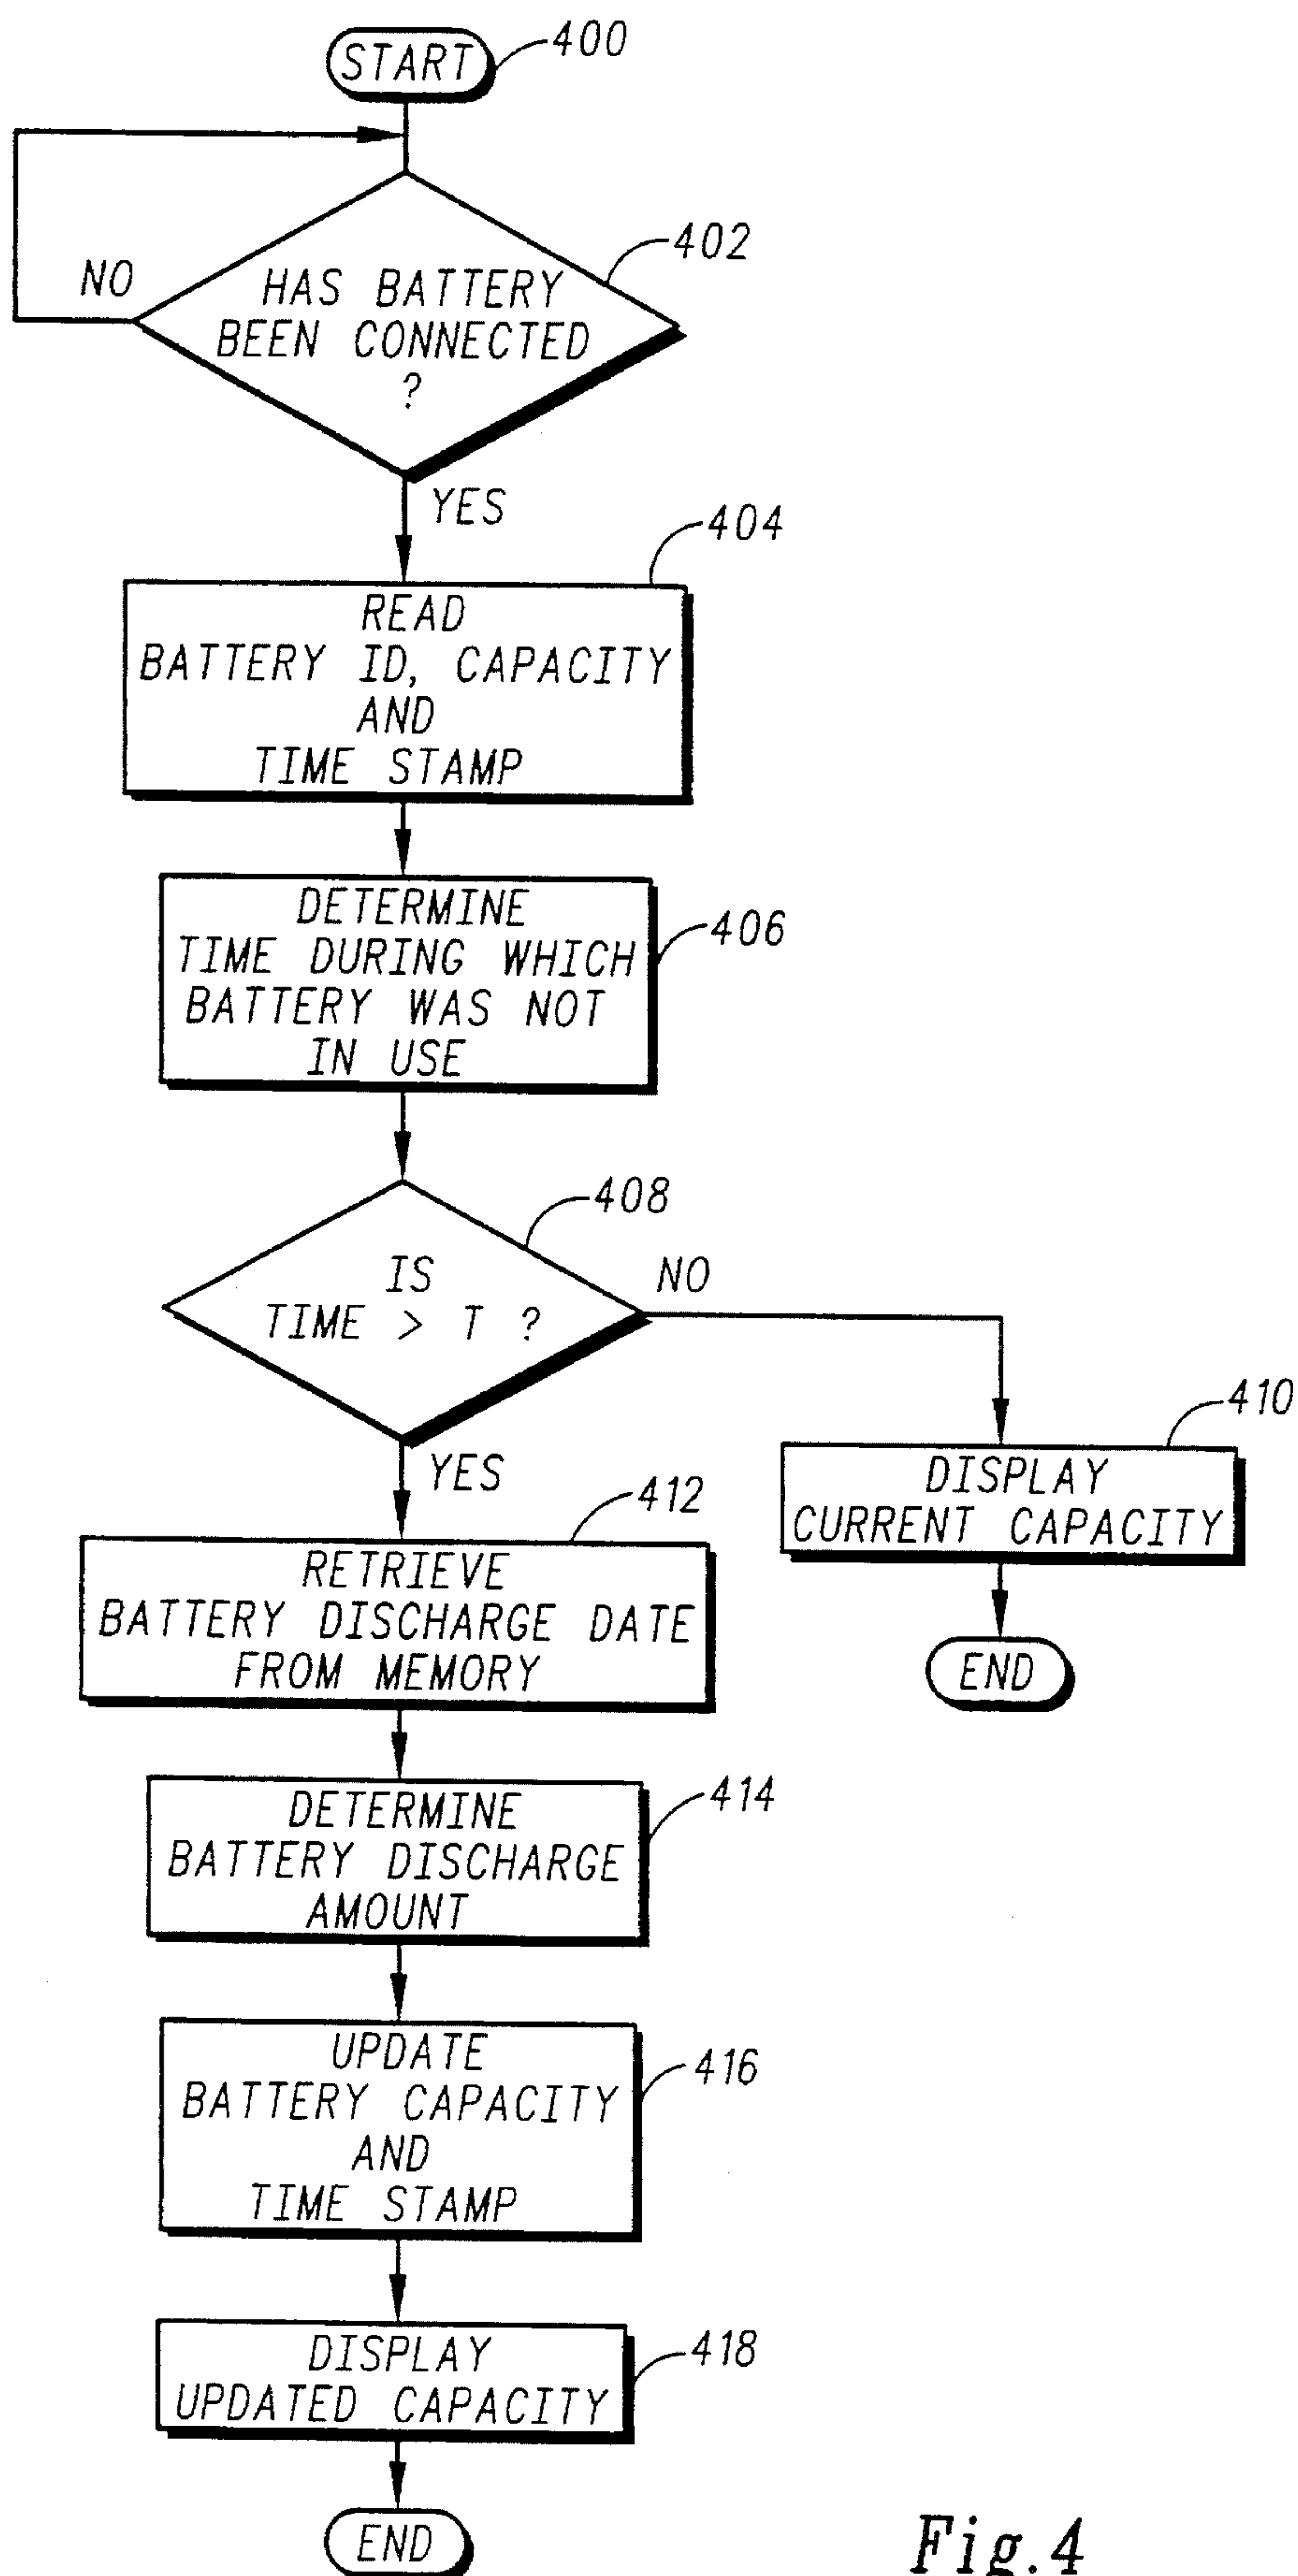 START
400
402
NO
HAS BATTERY
BEEN CONNECTED
?
YES
404
READ
BATTERY ID, CAPACITY
AND
TIME STAMP
DETERMINE
TIME DURING WHICH
BATTERY WAS NOT
IN USE
406
408
IS
TIME > T ?
NO
YES
410
DISPLAY
CURRENT CAPACITY
END
412
RETRIEVE
BATTERY DISCHARGE DATE
FROM MEMORY
414
DETERMINE
BATTERY DISCHARGE
AMOUNT
UPDATE
BATTERY CAPACITY
AND
TIME STAMP
416
DISPLAY
UPDATED CAPACITY
418
END
Fig.4